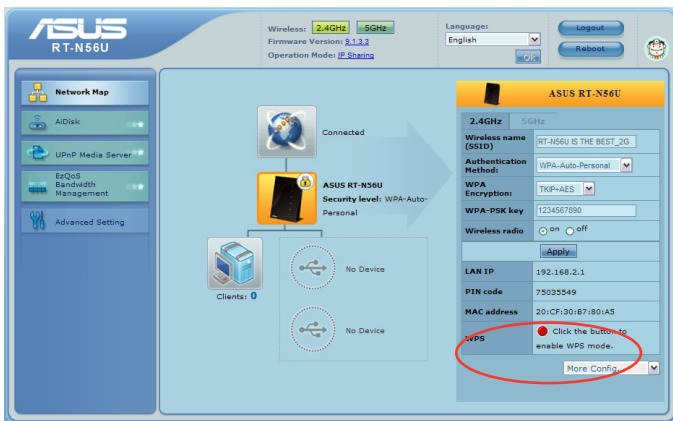 ASUS
RT-N56U
Wireless: 2.4GHz 5GHz
Firmware Version: 9.1.3.3
Operation Mode: IP Sharing
Language:
English
OK
Logout
Reboot
Network Map
AiDisk
UPnP Media Server
EzQoS
Bandwidth
Management
Advanced Setting
Connected
ASUS RT-N56U
Security level: WPA-Auto-
Personal
Clients: 0
No Device
No Device
ASUS RT-N56U
2.4GHz 5GHz
Wireless name
(SSID)
RT-N56U IS THE BEST_2G
Authentication
Method:
WPA-Auto-Personal
WPA
Encryption:
TKIP+AES
WPA-PSK key
1234567890
Wireless radio
on off
Apply
LAN IP
192.168.2.1
PIN code
75035549
MAC address
20:CF:30:B7:80:A5
WPS
Click the button to
enable WPS mode.
More Config.